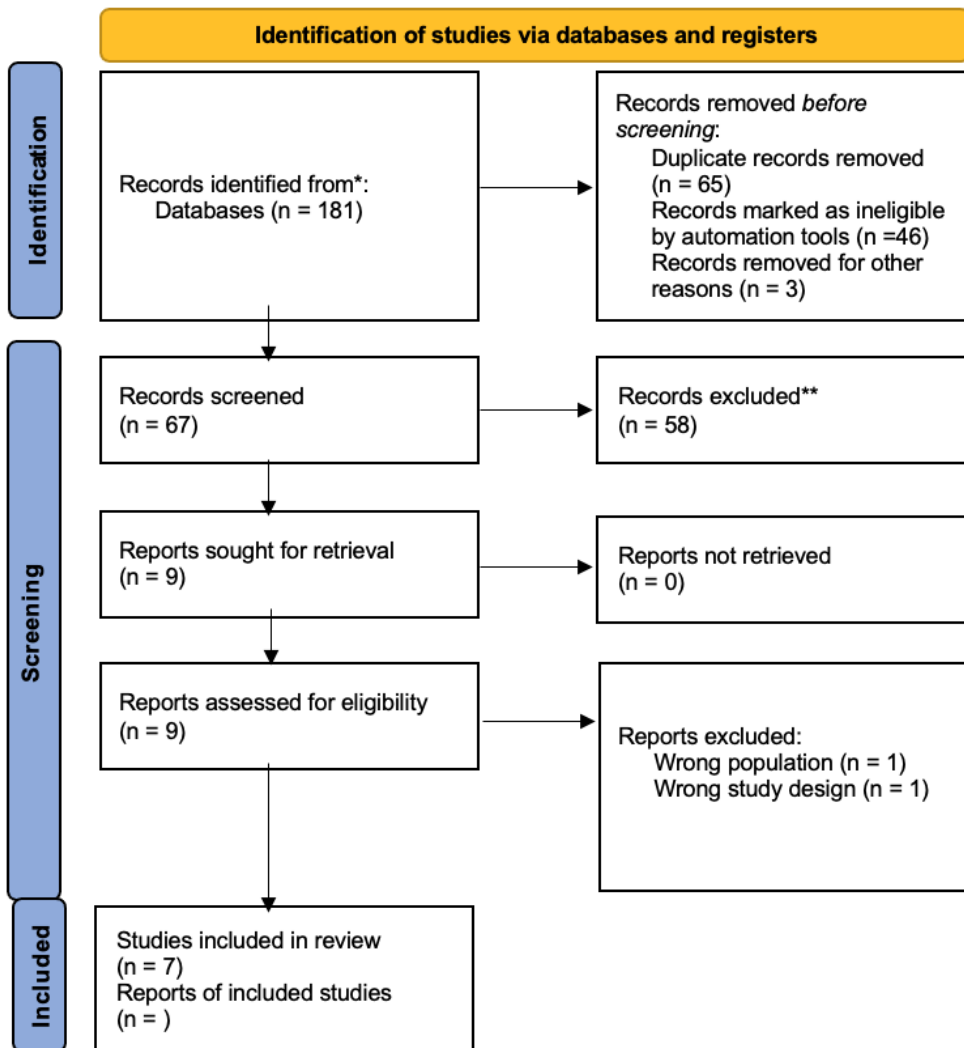 Identification of studies via databases and registers
Identification
Records identified from*:
Databases (n = 181)
Records removed before
screening:
Duplicate records removed
(n = 65)
Records marked as ineligible
by automation tools (n =46)
Records removed for other
reasons (n = 3)
Screening
Records screened
(n = 67)
Records excluded**
(n = 58)
Reports sought for retrieval
(n = 9)
Reports not retrieved
(n = 0)
Reports assessed for eligibility
(n = 9)
Reports excluded:
Wrong population (n = 1)
Wrong study design (n = 1)
Included
Studies included in review
(n = 7)
Reports of included studies
(n = )